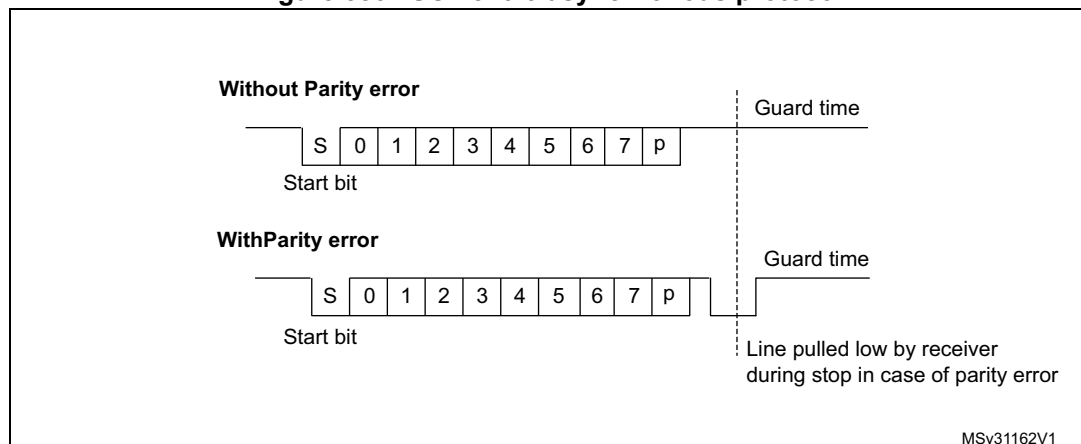 Without Parity error
Guard time
S 0 1 2 3 4 5 6 7 p
Start bit
WithParity error
Guard time
S 0 1 2 3 4 5 6 7 p
Start bit
Line pulled low by receiver
during stop in case of parity error
MSv31162V1